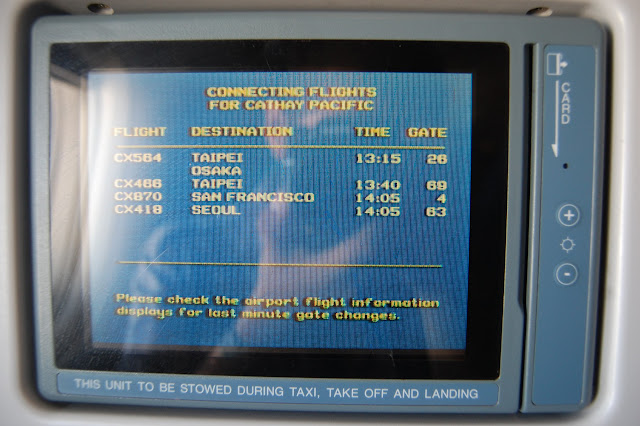 CONNECTING FLIGHTS
FOR CATHAY PACIFIC
FLIGHT DESTINATION TIME GATE
CX564 TAIPEI 13:15 26
OSAKA
CX466 TAIPEI 13:40 69
CX870 SAN FRANCISCO 14:05 4
CX418 SEOUL 14:05 63
Please check the airport flight information
displays for last minute gate changes.
THIS UNIT TO BE STOWED DURING TAXI, TAKE OFF AND LANDING
CARD
+
-